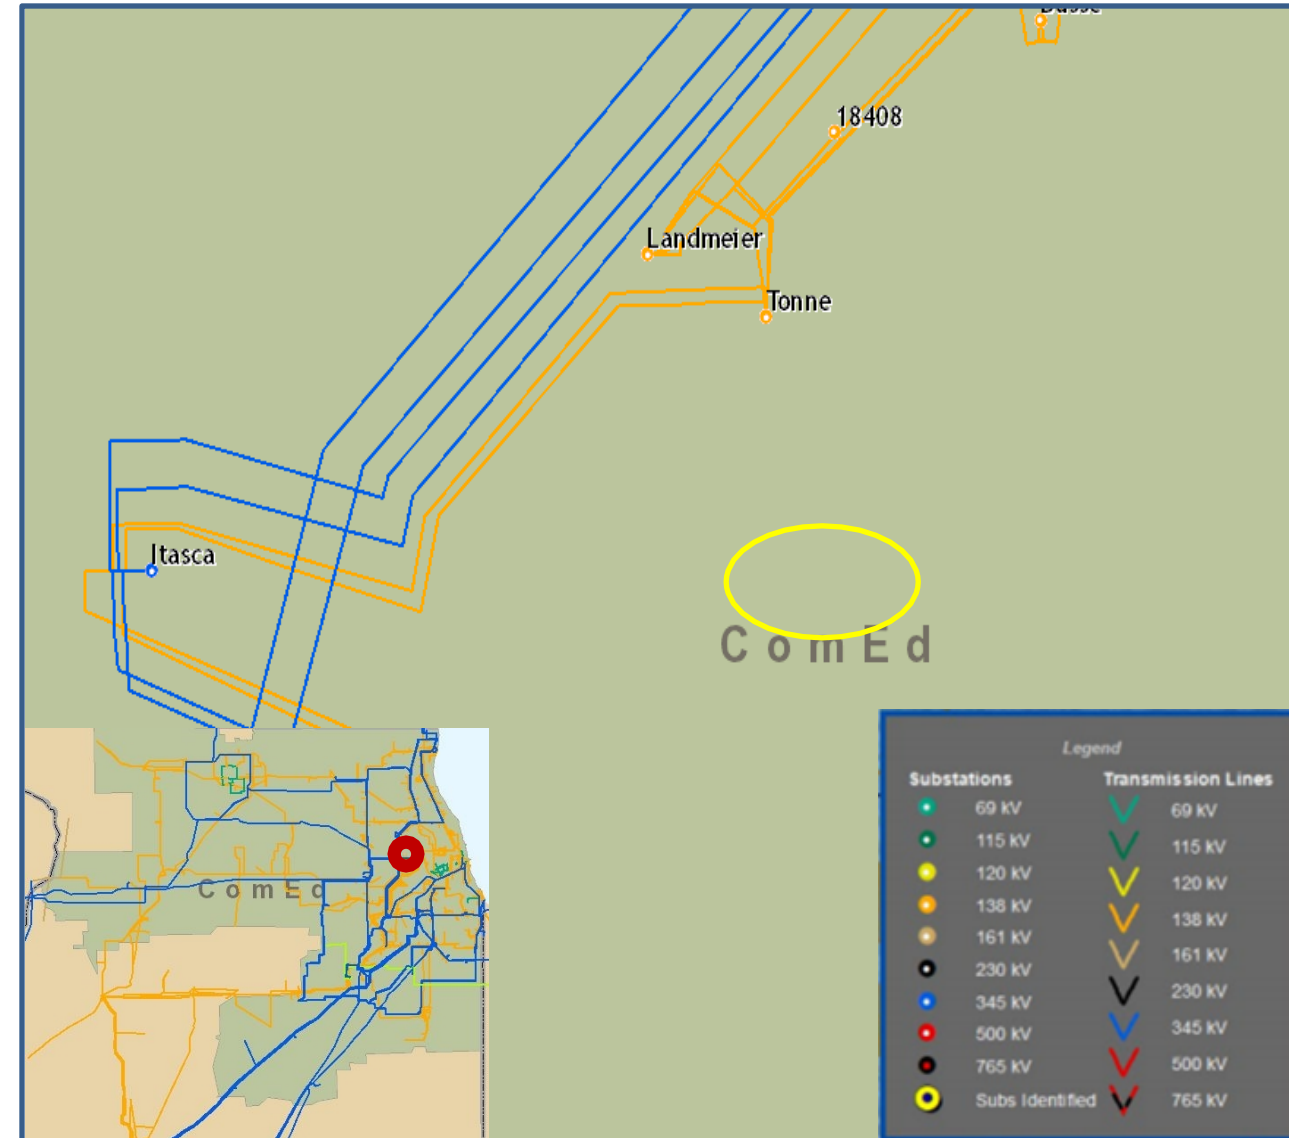 18408
Landmeier
Tonne
Itasca
ComEd
ComEd
Legend
Substations
69 kV
115 kV
120 kV
138 kV
161 kV
230 kV
345 kV
500 kV
765 kV
Subs Identified
Transmission Lines
69 kV
115 kV
120 kV
138 kV
161 kV
230 kV
345 kV
500 kV
765 kV